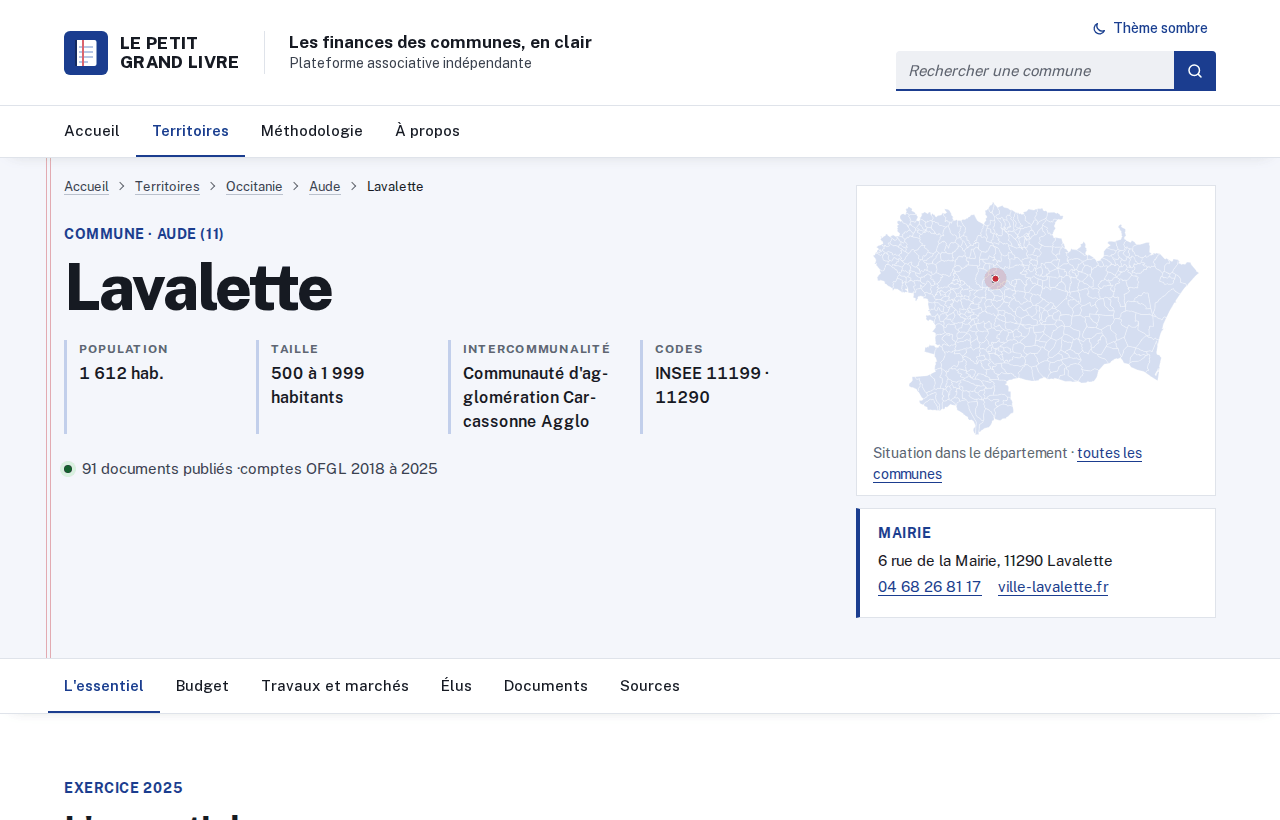 Thème sombre
LE PETIT
GRAND LIVRE
Les finances des communes, en clair
Plateforme associative indépendante
Rechercher une commune
Accueil
Territoires
Méthodologie
À propos
Accueil > Territoires > Occitanie > Aude > Lavalette
COMMUNE · AUDE (11)
Lavalette
POPULATION
1 612 hab.
TAILLE
500 à 1 999
habitants
INTERCOMMUNALITÉ
Communauté d'ag-
glomération Car-
cassonne Agglo
CODES
INSEE 11199 ·
11290
91 documents publiés ·comptes OFGL 2018 à 2025
Situation dans le département · toutes les
communes
MAIRIE
6 rue de la Mairie, 11290 Lavalette
04 68 26 81 17 ville-lavalette.fr
L'essentiel
Budget
Travaux et marchés
Élus
Documents
Sources
EXERCICE 2025